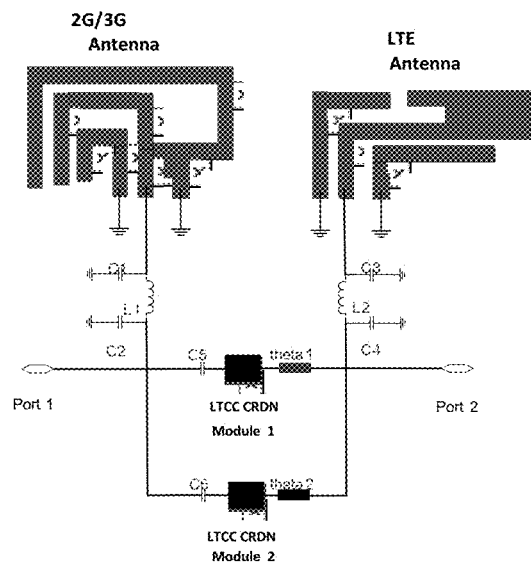 2G/3G
Antenna
LTE
Antenna
C1
C3
L1
L2
C2
C5
theta 1
C4
Port 1
LTCC CRDN
Module 1
Port 2
C6
theta 2
LTCC CRDN
Module 2